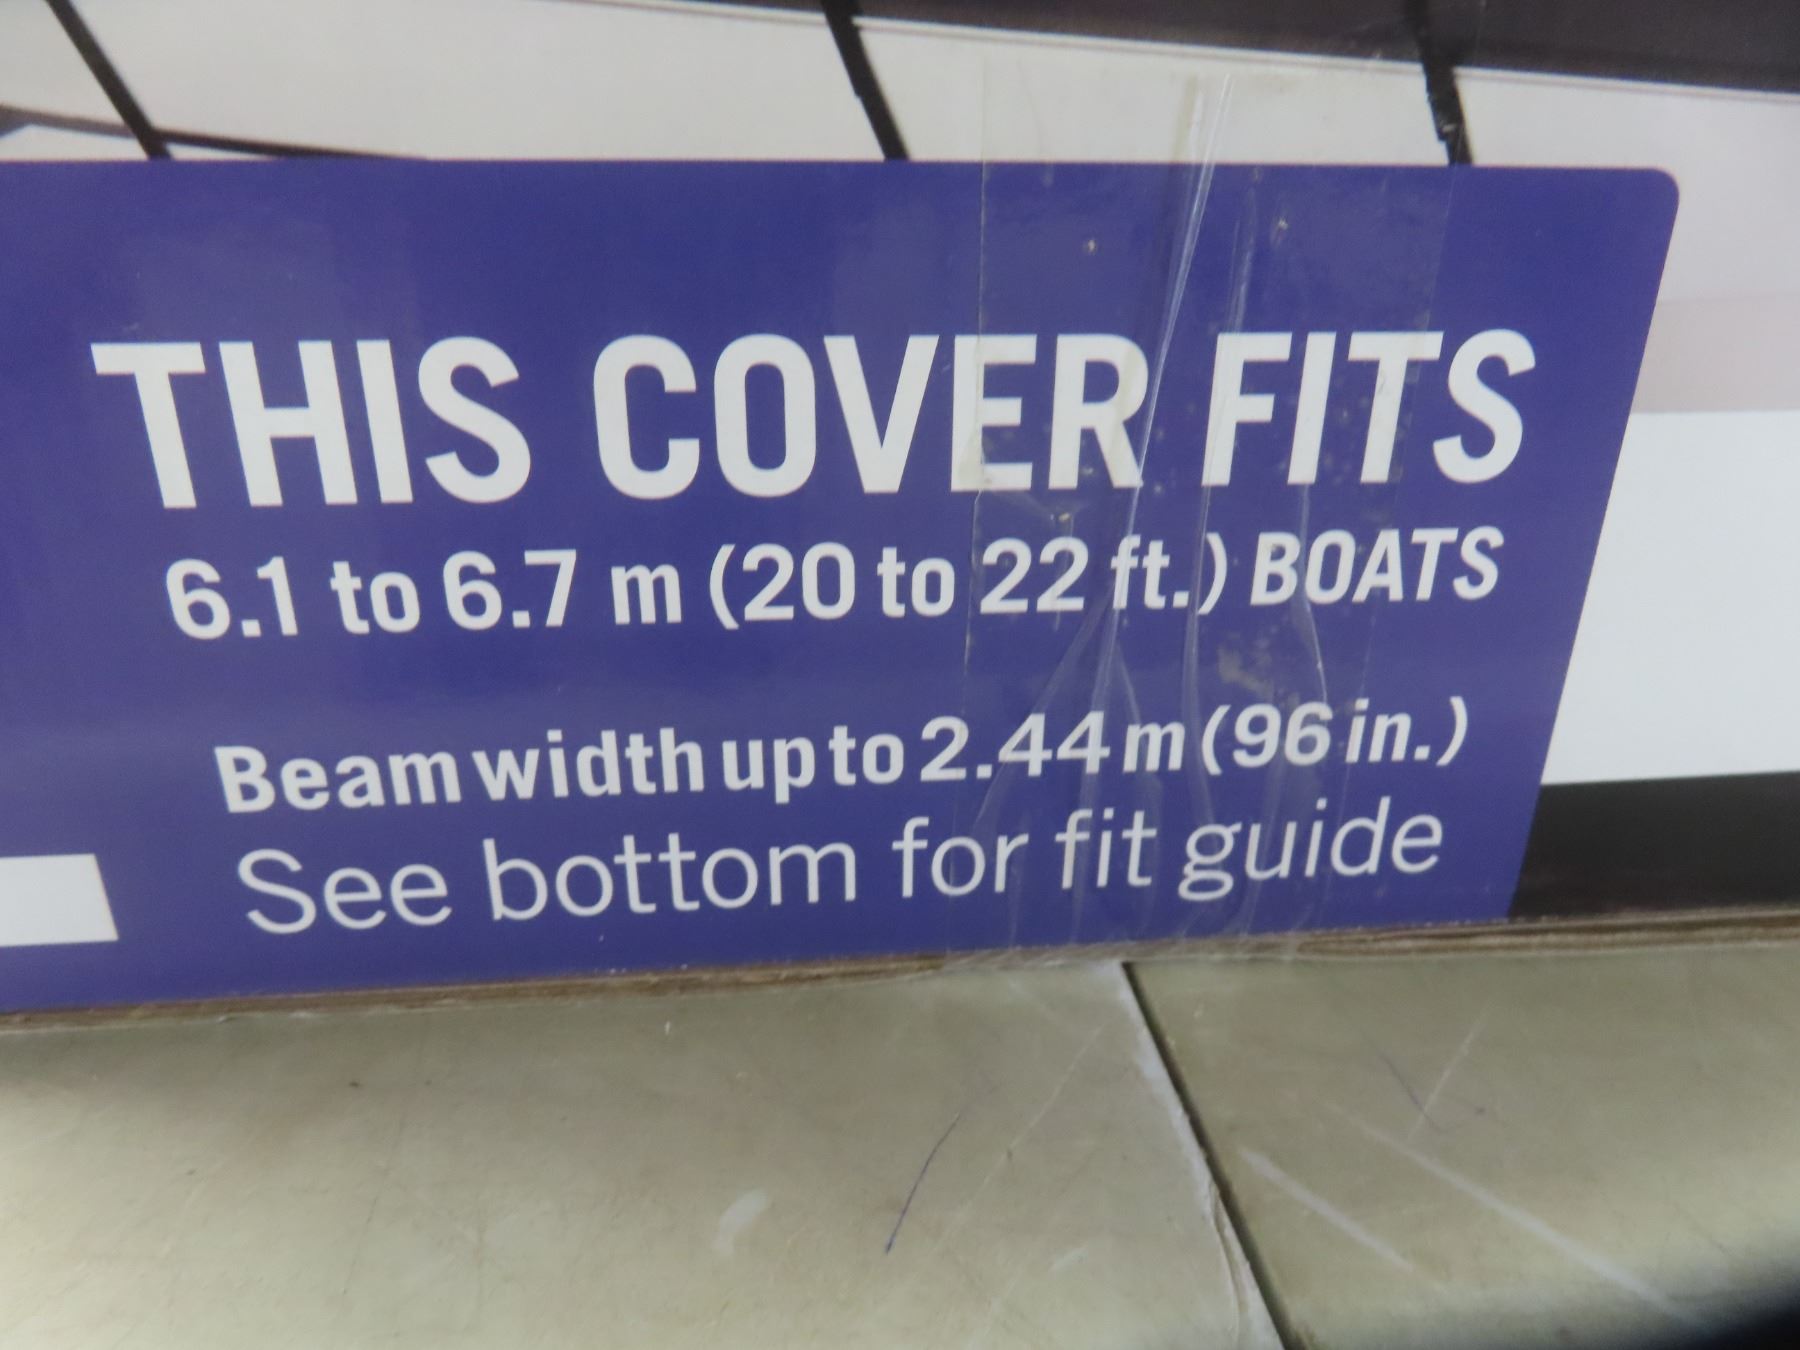 THIS COVER FITS
6.1 to 6.7 m (20 to 22 ft.) BOATS
Beam width up to 2.44 m (96 in.)
See bottom for fit guide